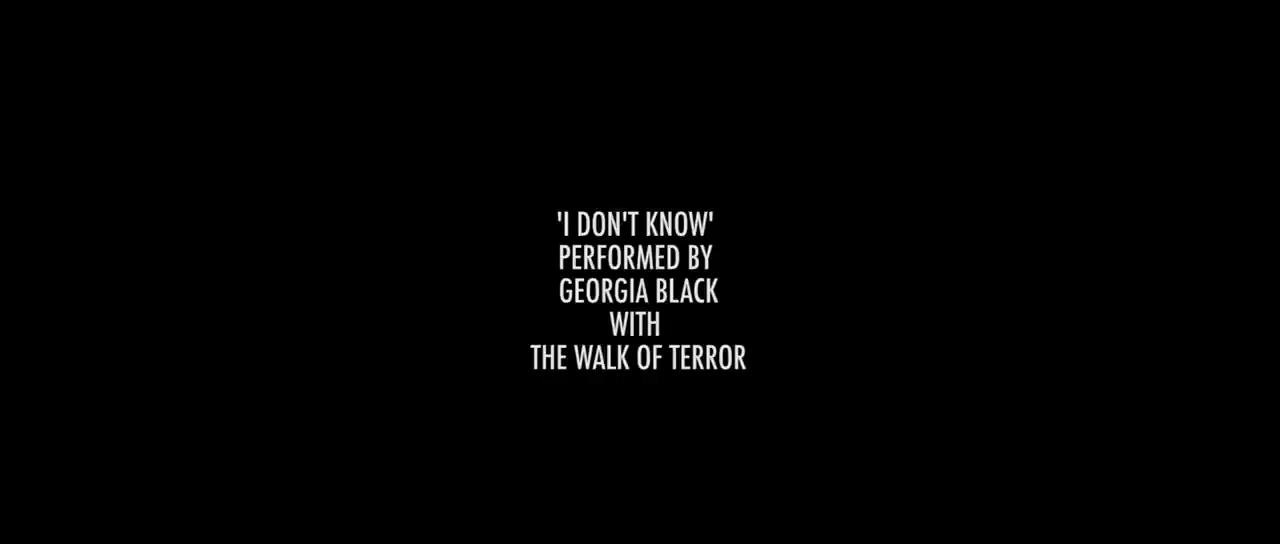 'I DON'T KNOW'
PERFORMED BY
GEORGIA BLACK
WITH
THE WALK OF TERROR